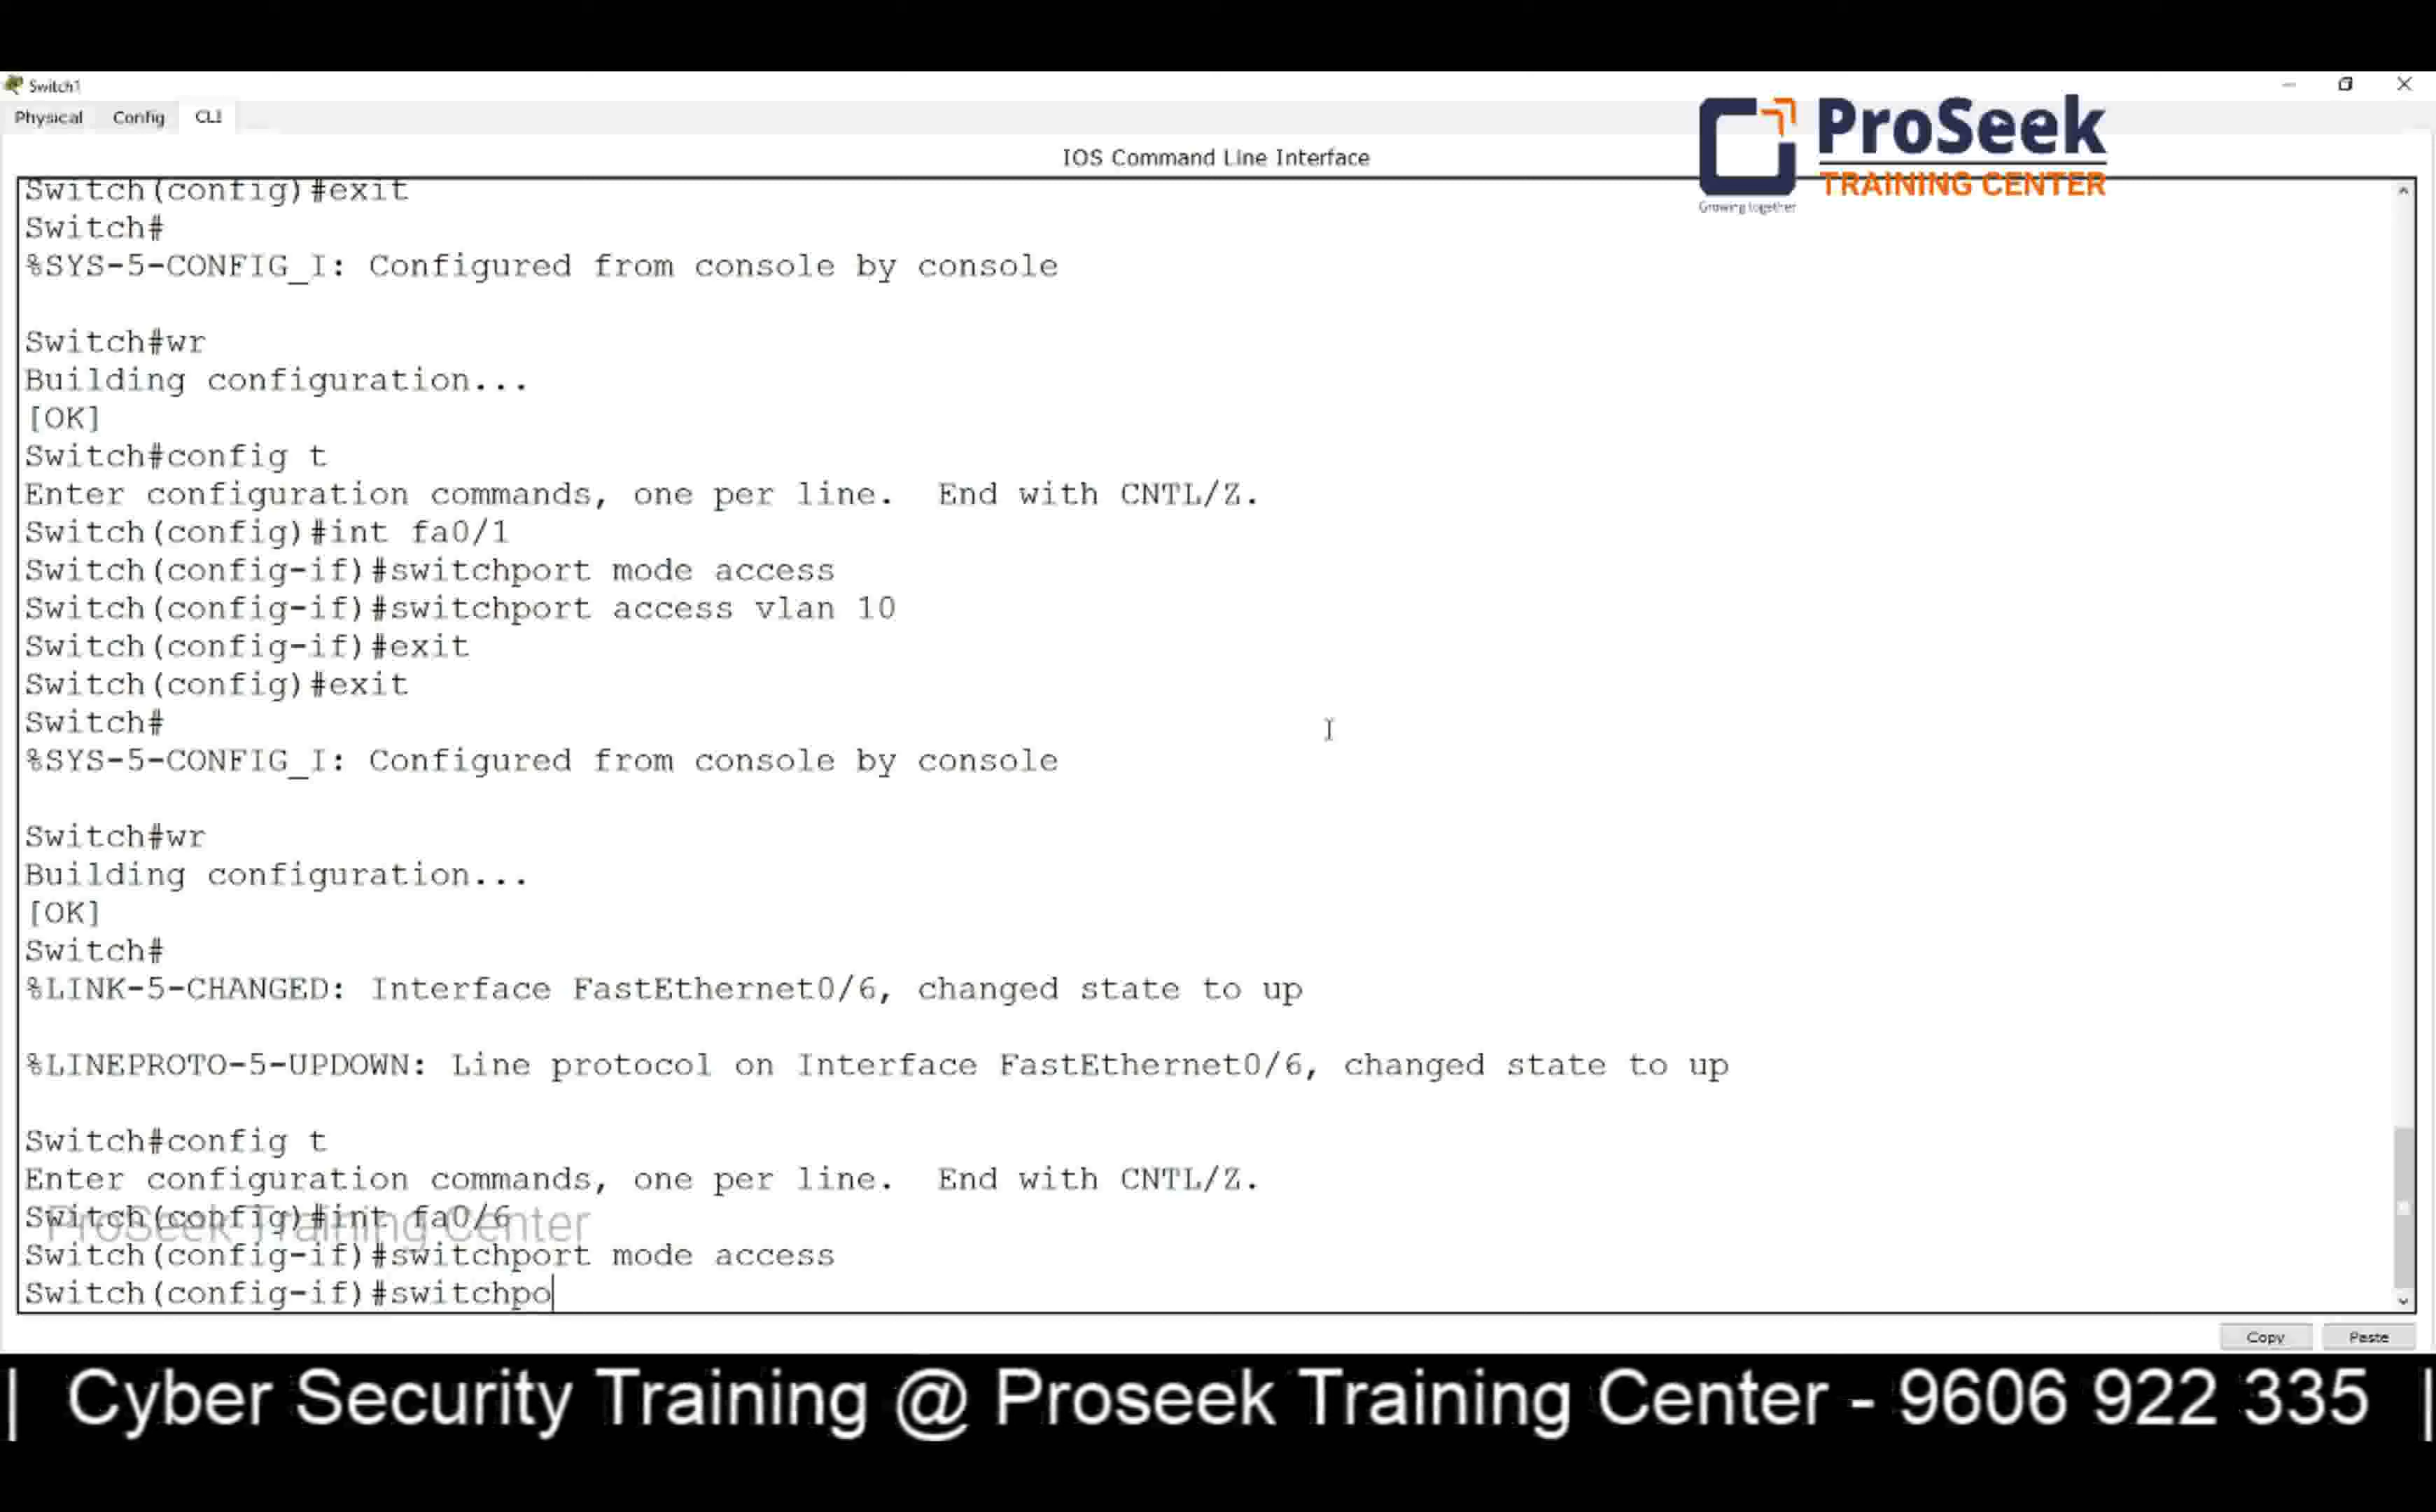 Switch1
Physical Config CLI
ProSeek
TRAINING CENTER
Growing together
IOS Command Line Interface
Switch(config)#exit
Switch#
%SYS-5-CONFIG_I: Configured from console by console
Switch#wr
Building configuration...
[OK]
Switch#config t
Enter configuration commands, one per line.  End with CNTL/Z.
Switch(config)#int fa0/1
Switch(config-if)#switchport mode access
Switch(config-if)#switchport access vlan 10
Switch(config-if)#exit
Switch(config)#exit
Switch#
%SYS-5-CONFIG_I: Configured from console by console
Switch#wr
Building configuration...
[OK]
Switch#
%LINK-5-CHANGED: Interface FastEthernet0/6, changed state to up
%LINEPROTO-5-UPDOWN: Line protocol on Interface FastEthernet0/6, changed state to up
Switch#config t
Enter configuration commands, one per line.  End with CNTL/Z.
Switch(config)#int fa0/6
ProSeek Training Center
Switch(config-if)#switchport mode access
Switch(config-if)#switchpo
Copy Paste
| Cyber Security Training @ Proseek Training Center - 9606 922 335 |